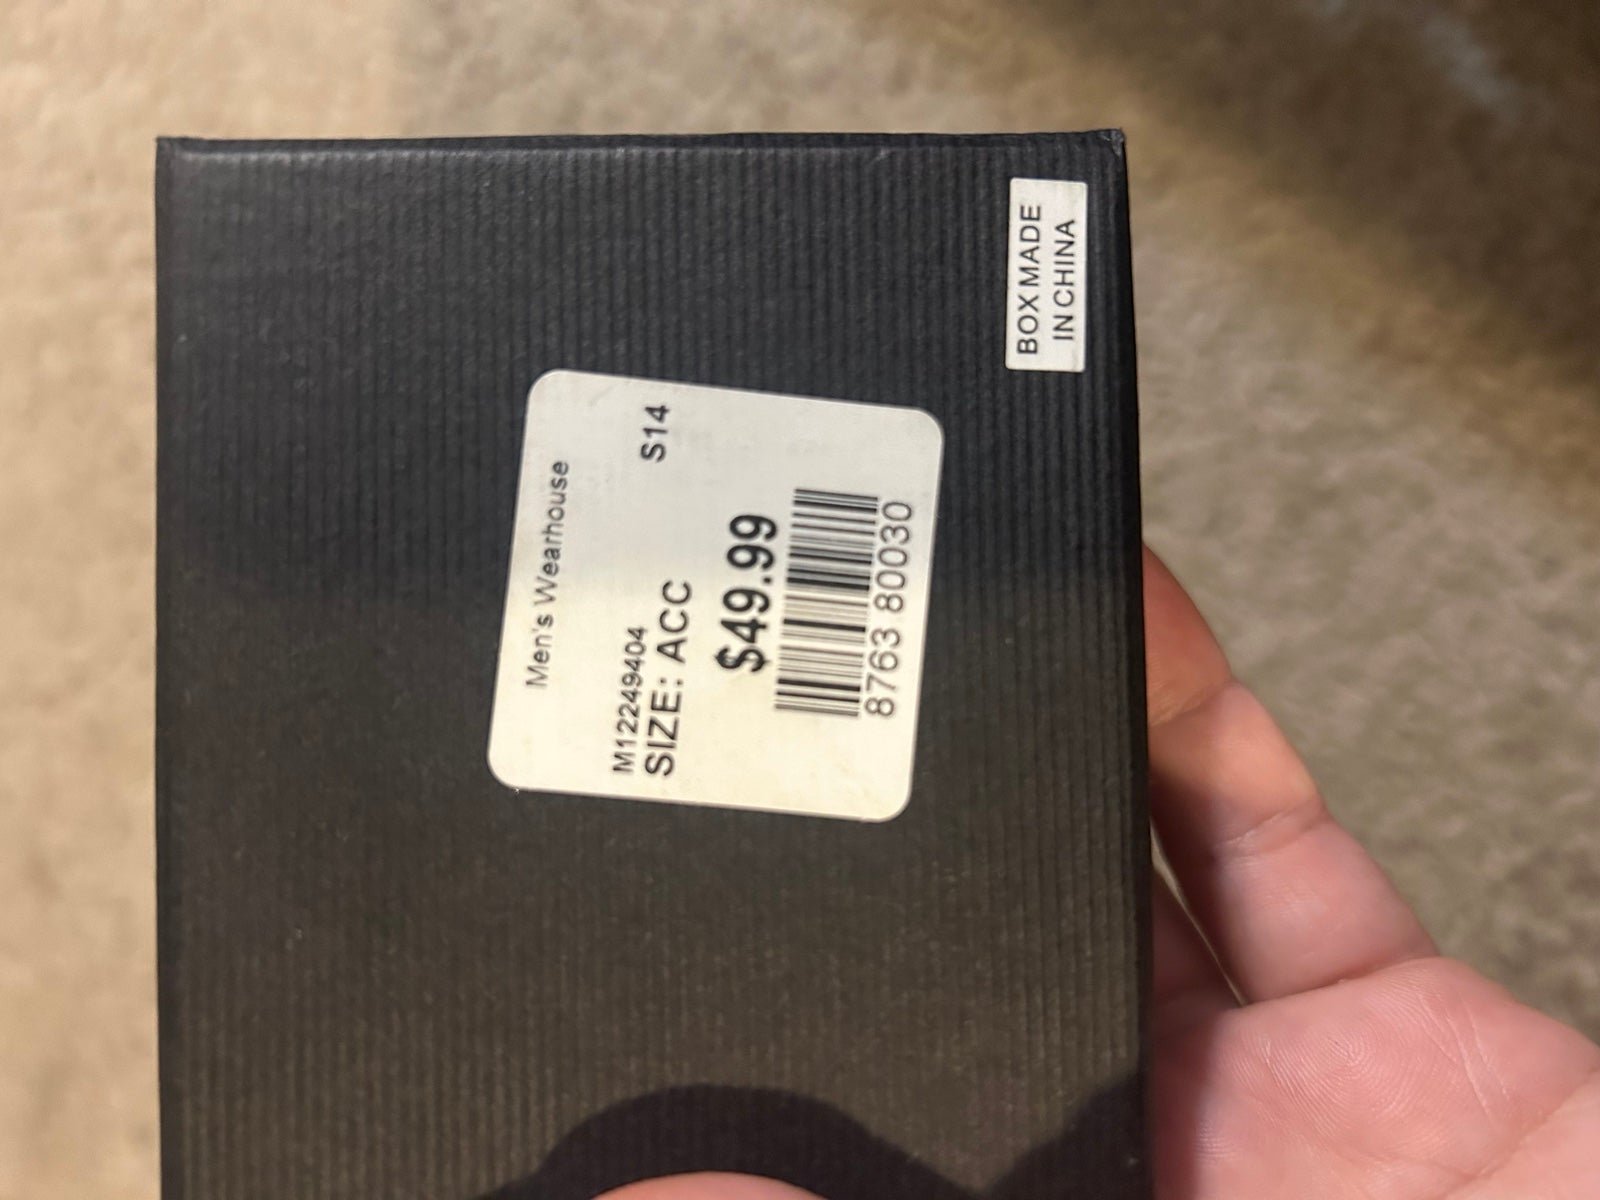 BOX MADE
IN CHINA
Men's Wearhouse
M12249404 S14
SIZE: ACC
$49.99
8763 80030